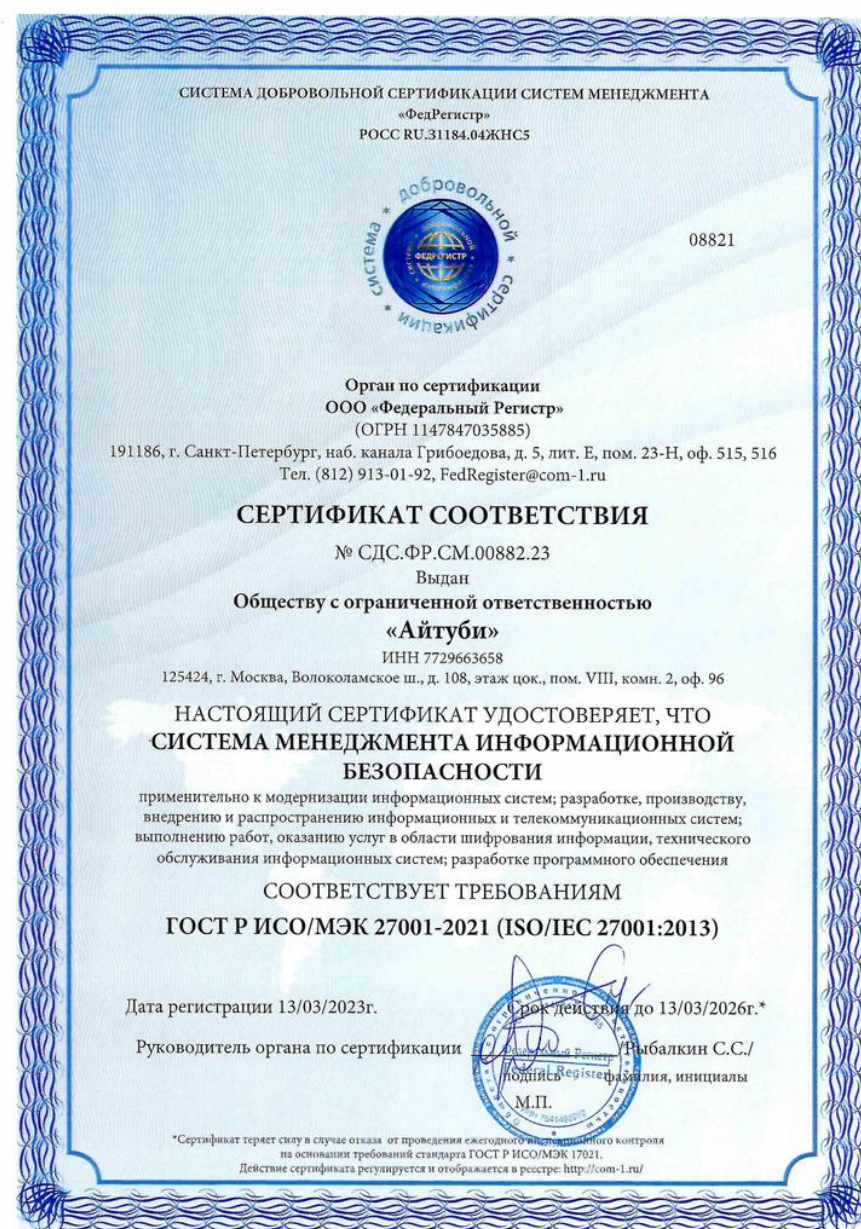 СИСТЕМА ДОБРОВОЛЬНОЙ СЕРТИФИКАЦИИ СИСТЕМ МЕНЕДЖМЕНТА
«ФедРегистр»
РОСС RU.31184.04ЖНС5
* система * добровольной * сертификации
ФЕДРЕГИСТР
08821
Орган по сертификации
ООО «Федеральный Регистр»
(ОГРН 1147847035885)
191186, г. Санкт-Петербург, наб. канала Грибоедова, д. 5, лит. Е, пом. 23-Н, оф. 515, 516
Тел. (812) 913-01-92, FedRegister@com-1.ru
СЕРТИФИКАТ СООТВЕТСТВИЯ
№ СДС.ФР.СМ.00882.23
Выдан
Обществу с ограниченной ответственностью
«Айтуби»
ИНН 7729663658
125424, г. Москва, Волоколамское ш., д. 108, этаж цок., пом. VIII, комн. 2, оф. 96
НАСТОЯЩИЙ СЕРТИФИКАТ УДОСТОВЕРЯЕТ, ЧТО
СИСТЕМА МЕНЕДЖМЕНТА ИНФОРМАЦИОННОЙ
БЕЗОПАСНОСТИ
применительно к модернизации информационных систем; разработке, производству,
внедрению и распространению информационных и телекоммуникационных систем;
выполнению работ, оказанию услуг в области шифрования информации, технического
обслуживания информационных систем; разработке программного обеспечения
СООТВЕТСТВУЕТ ТРЕБОВАНИЯМ
ГОСТ Р ИСО/МЭК 27001-2021 (ISO/IEC 27001:2013)
Дата регистрации 13/03/2023г.
Срок действия до 13/03/2026г.*
Руководитель органа по сертификации
/Рыбалкин С.С./
Федеральный Регистр
Federal Register
подпись
фамилия, инициалы
М.П.
*Сертификат теряет силу в случае отказа от проведения ежегодного инспекционного контроля
на основании требований стандарта ГОСТ Р ИСО/МЭК 17021.
Действие сертификата регулируется и отображается в реестре: http://com-1.ru/